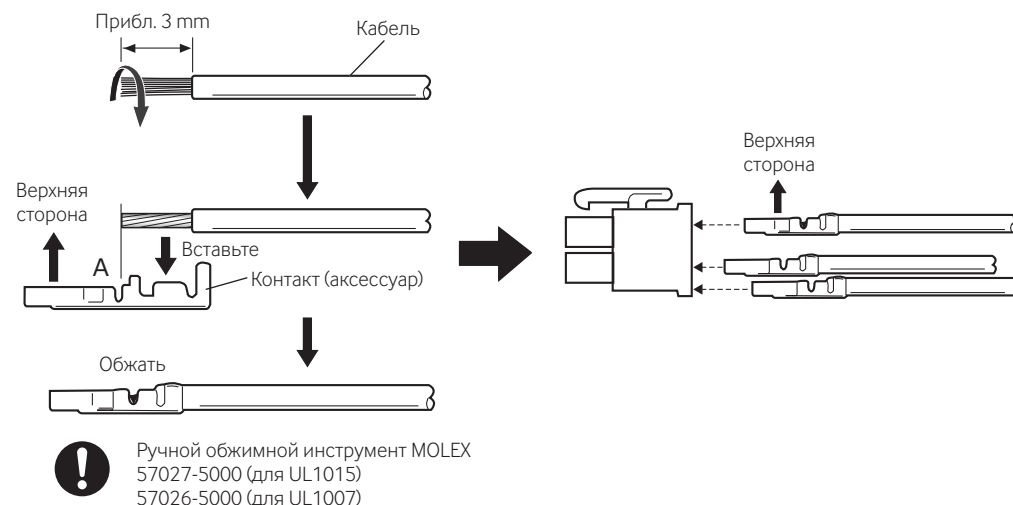 Прибл. 3 mm
Кабель
Верхняя
сторона
Вставьте
A
Контакт (аксессуар)
Обжать
Верхняя
сторона
Ручной обжимной инструмент MOLEX
57027-5000 (для UL1015)
57026-5000 (для UL1007)